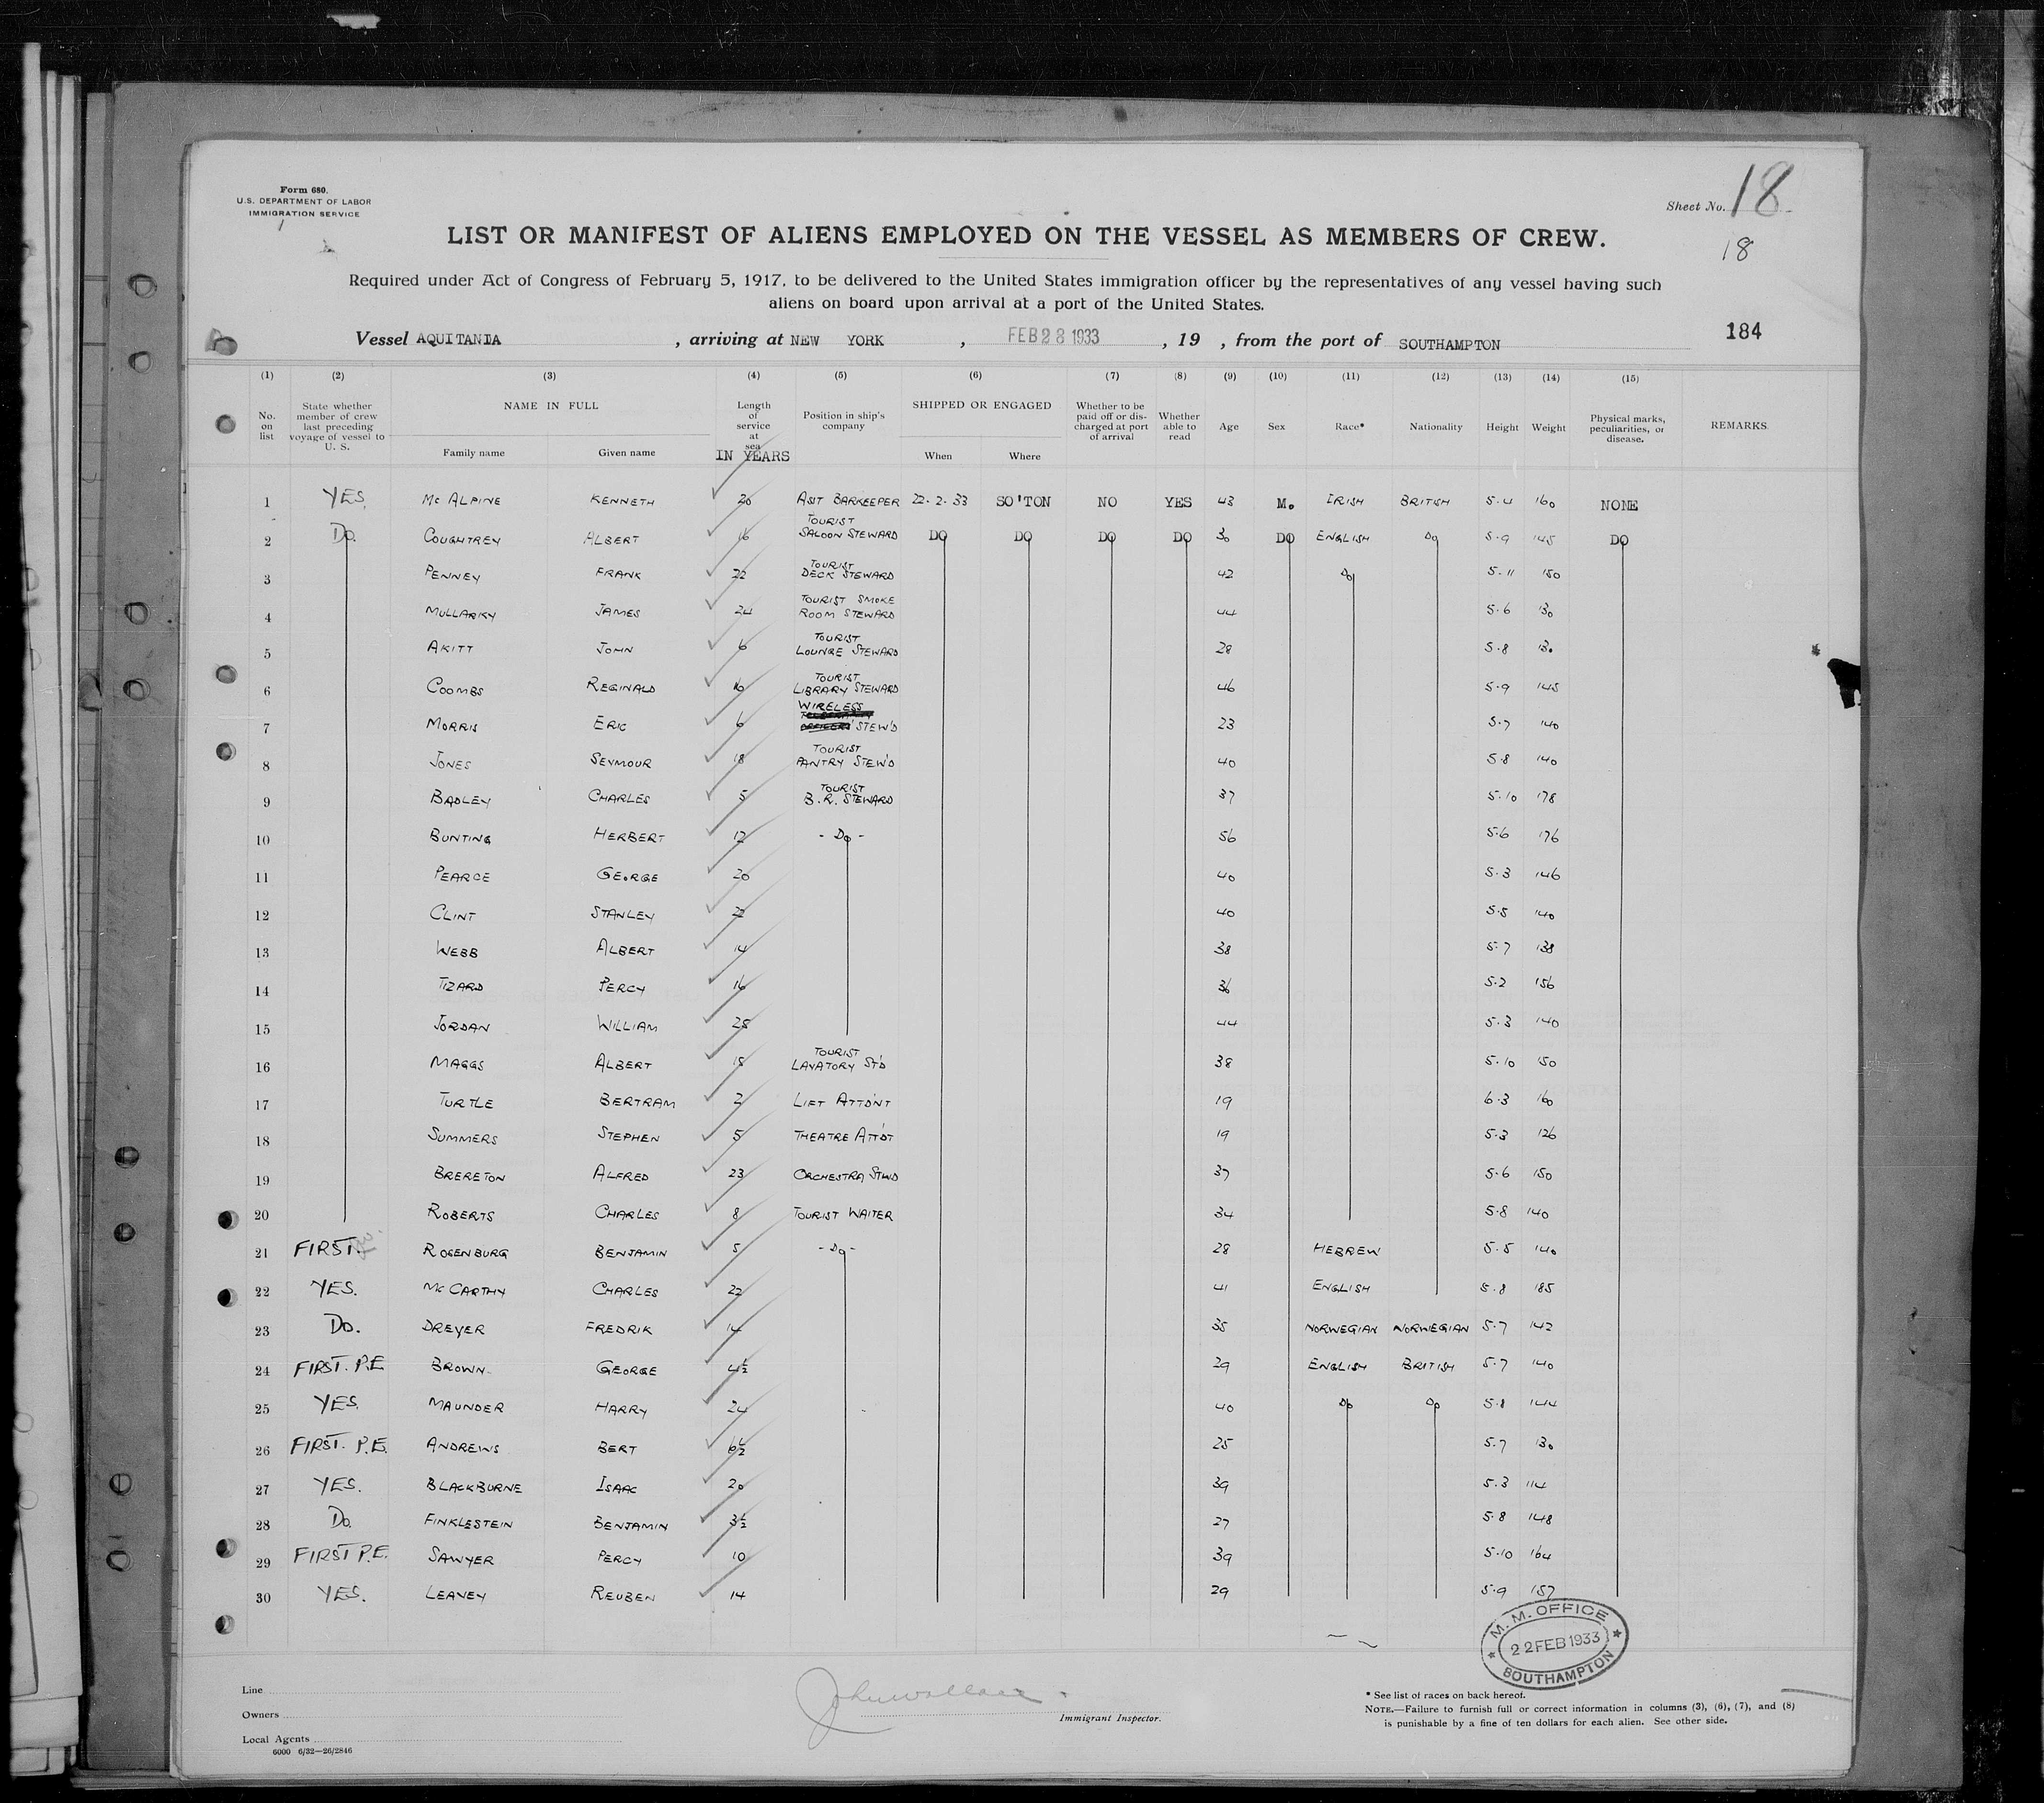 Form 680.
U.S. DEPARTMENT OF LABOR
IMMIGRATION SERVICE
Sheet No. 18
18
LIST OR MANIFEST OF ALIENS EMPLOYED ON THE VESSEL AS MEMBERS OF CREW.
Required under Act of Congress of February 5, 1917, to be delivered to the United States immigration officer by the representatives of any vessel having such
aliens on board upon arrival at a port of the United States.
Vessel AQUITANIA , arriving at NEW YORK , FEB 28 1933 , 19 , from the port of SOUTHAMPTON 184
(1) (2) (3) (4) (5) (6) (7) (8) (9) (10) (11) (12) (13) (14) (15)
No. on list State whether member of crew last preceding voyage of vessel to U. S. NAME IN FULL Family name Given name Length of service at sea IN YEARS Position in ship's company SHIPPED OR ENGAGED When Where Whether to be paid off or discharged at port of arrival Whether able to read Age Sex Race* Nationality Height Weight Physical marks, peculiarities, or disease. REMARKS
1 YES. McALPINE KENNETH 20 ASST BARKEEPER 22.2.33 SO'TON NO YES 43 M. IRISH BRITISH 5.4 160 NONE
2 DO. COUGHTREY ALBERT 16 TOURIST SALOON STEWARD DO DO DO DO 30 DO ENGLISH DO 5.9 145 DO
3 PENNEY FRANK 22 TOURIST DECK STEWARD 42 DO 5.11 150
4 MULLARKY JAMES 24 TOURIST SMOKE ROOM STEWARD 44 5.6 130
5 AKITT JOHN 6 TOURIST LOUNGE STEWARD 28 5.8 130
6 COOMBS REGINALD 16 TOURIST LIBRARY STEWARD 46 5.9 145
7 MORRIS ERIC 6 WIRELESS STEW'D 23 5.7 140
8 JONES SEYMOUR 18 TOURIST PANTRY STEW'D 40 5.8 140
9 BADLEY CHARLES 5 TOURIST B.R. STEWARD 37 5.10 178
10 BUNTING HERBERT 12 - DO - 56 5.6 176
11 PEARCE GEORGE 20 40 5.3 146
12 CLINT STANLEY 22 40 5.5 140
13 WEBB ALBERT 14 38 5.7 138
14 TIZARD PERCY 16 36 5.2 156
15 JORDAN WILLIAM 25 44 5.3 140
16 MAGGS ALBERT 15 TOURIST LAVATORY ST'D 38 5.10 150
17 TURTLE BERTRAM 2 LIFT ATTD'NT 19 6.3 160
18 SUMMERS STEPHEN 5 THEATRE ATT'DT 19 5.3 126
19 BRERETON ALFRED 23 ORCHESTRA STWD 37 5.6 150
20 ROBERTS CHARLES 8 TOURIST WAITER 34 5.8 140
21 FIRST. ROGENBURG BENJAMIN 5 - DO - 28 HEBREW 5.5 140
22 YES. McCARTHY CHARLES 22 41 ENGLISH 5.8 185
23 DO. DREYER FREDRIK 14 35 NORWEGIAN NORWEGIAN 5.7 142
24 FIRST. P.E BROWN GEORGE 4½ 29 ENGLISH BRITISH 5.7 140
25 YES. MAUNDER HARRY 24 40 DO DO 5.8 144
26 FIRST. P.E. ANDREWS BERT 6½ 25 5.7 130
27 YES. BLACKBURNE ISAAC 20 39 5.3 114
28 DO. FINKLESTEIN BENJAMIN 3½ 27 5.8 148
29 FIRST P.E. SAWYER PERCY 10 39 5.10 164
30 YES. LEANEY REUBEN 14 29 5.9 157
M. M. OFFICE
22 FEB 1933
SOUTHAMPTON
Line
Owners
Local Agents
6000 6/32—26/2846
John Wallace
Immigrant Inspector.
* See list of races on back hereof.
NOTE.—Failure to furnish full or correct information in columns (3), (6), (7), and (8)
is punishable by a fine of ten dollars for each alien. See other side.